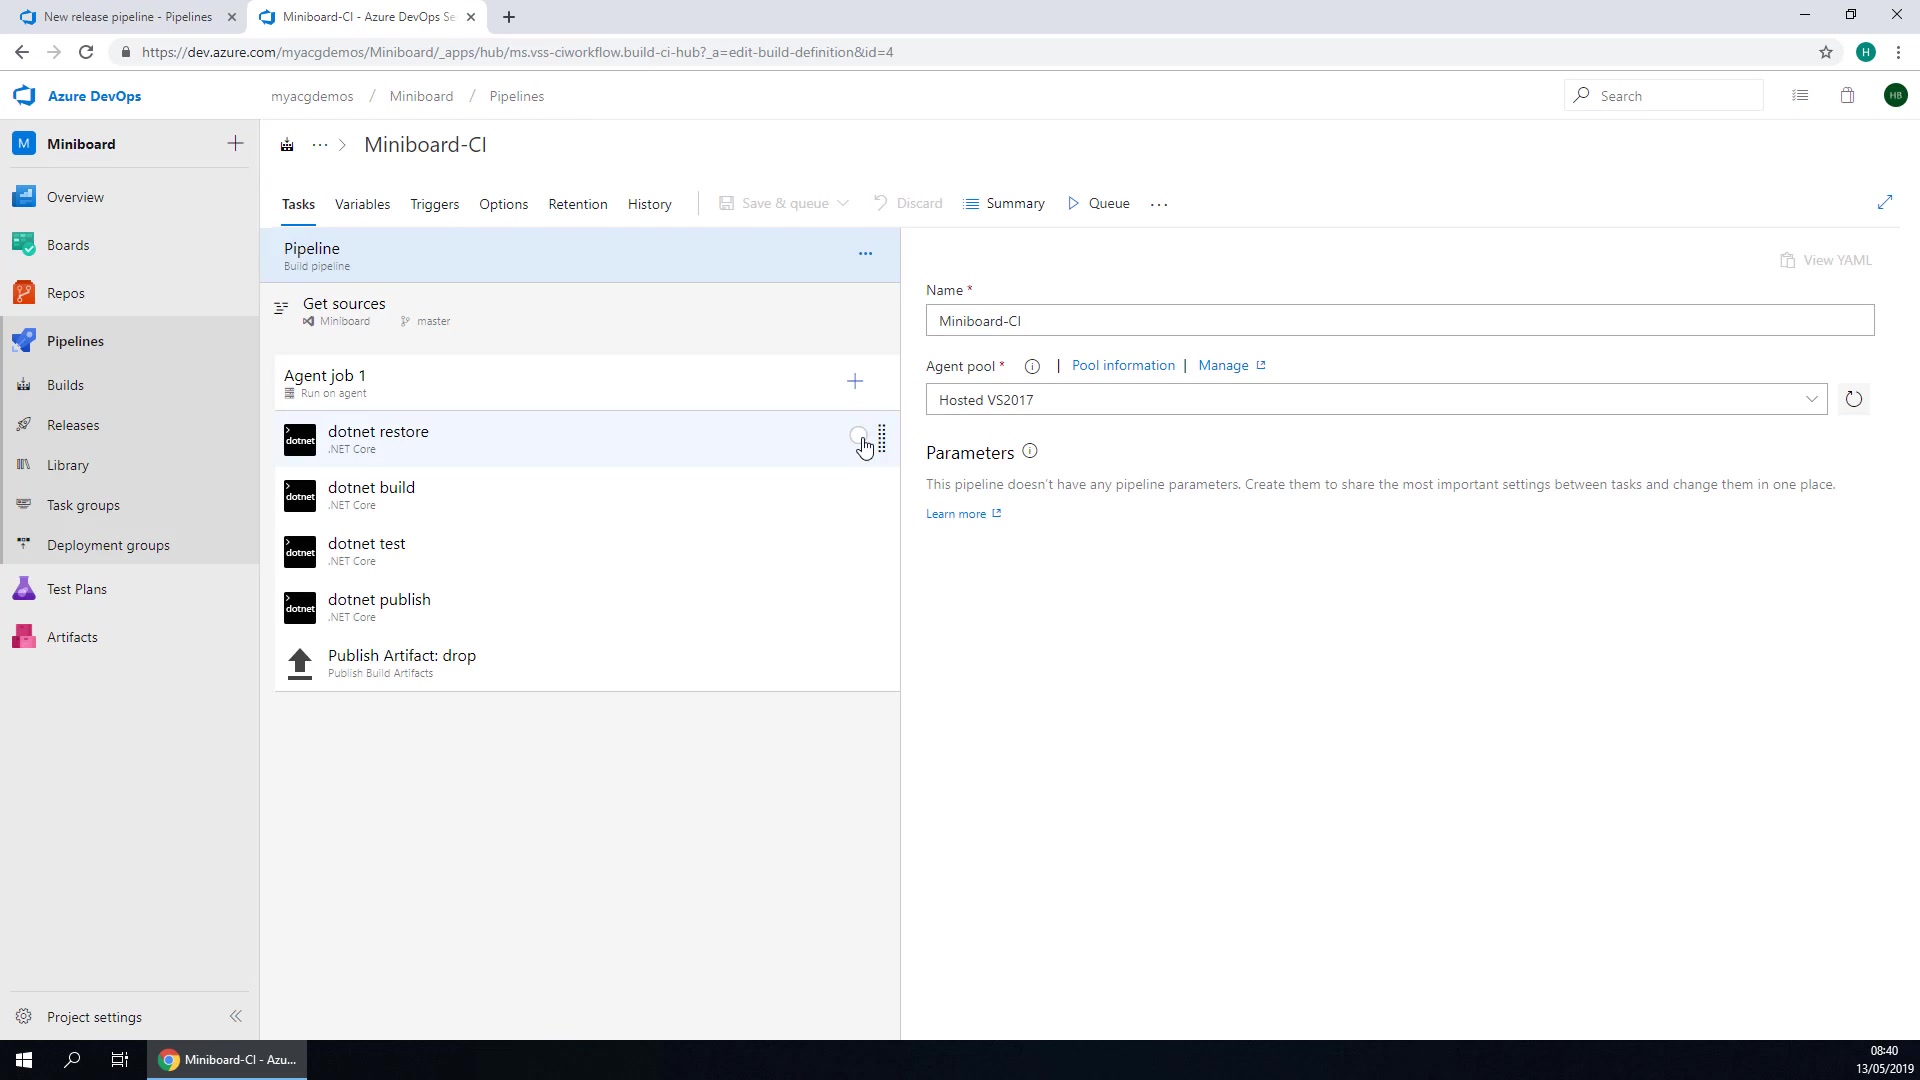 New release pipeline - Pipelines
Miniboard-CI - Azure DevOps Se
https://dev.azure.com/myacgdemos/Miniboard/_apps/hub/ms.vss-ciworkflow.build-ci-hub?_a=edit-build-definition&id=4
H
Azure DevOps
myacgdemos / Miniboard / Pipelines
Search
HB
M
Miniboard
Overview
Boards
Repos
Pipelines
Builds
Releases
Library
Task groups
Deployment groups
Test Plans
Artifacts
Project settings
··· > Miniboard-CI
Tasks
Variables
Triggers
Options
Retention
History
Save & queue
Discard
Summary
Queue
...
Pipeline
Build pipeline
Get sources
Miniboard
master
Agent job 1
Run on agent
dotnet
dotnet restore
.NET Core
dotnet
dotnet build
.NET Core
dotnet
dotnet test
.NET Core
dotnet
dotnet publish
.NET Core
Publish Artifact: drop
Publish Build Artifacts
View YAML
Name *
Miniboard-CI
Agent pool * | Pool information | Manage
Hosted VS2017
Parameters
This pipeline doesn't have any pipeline parameters. Create them to share the most important settings between tasks and change them in one place.
Learn more
Miniboard-CI - Azu...
08:40
13/05/2019